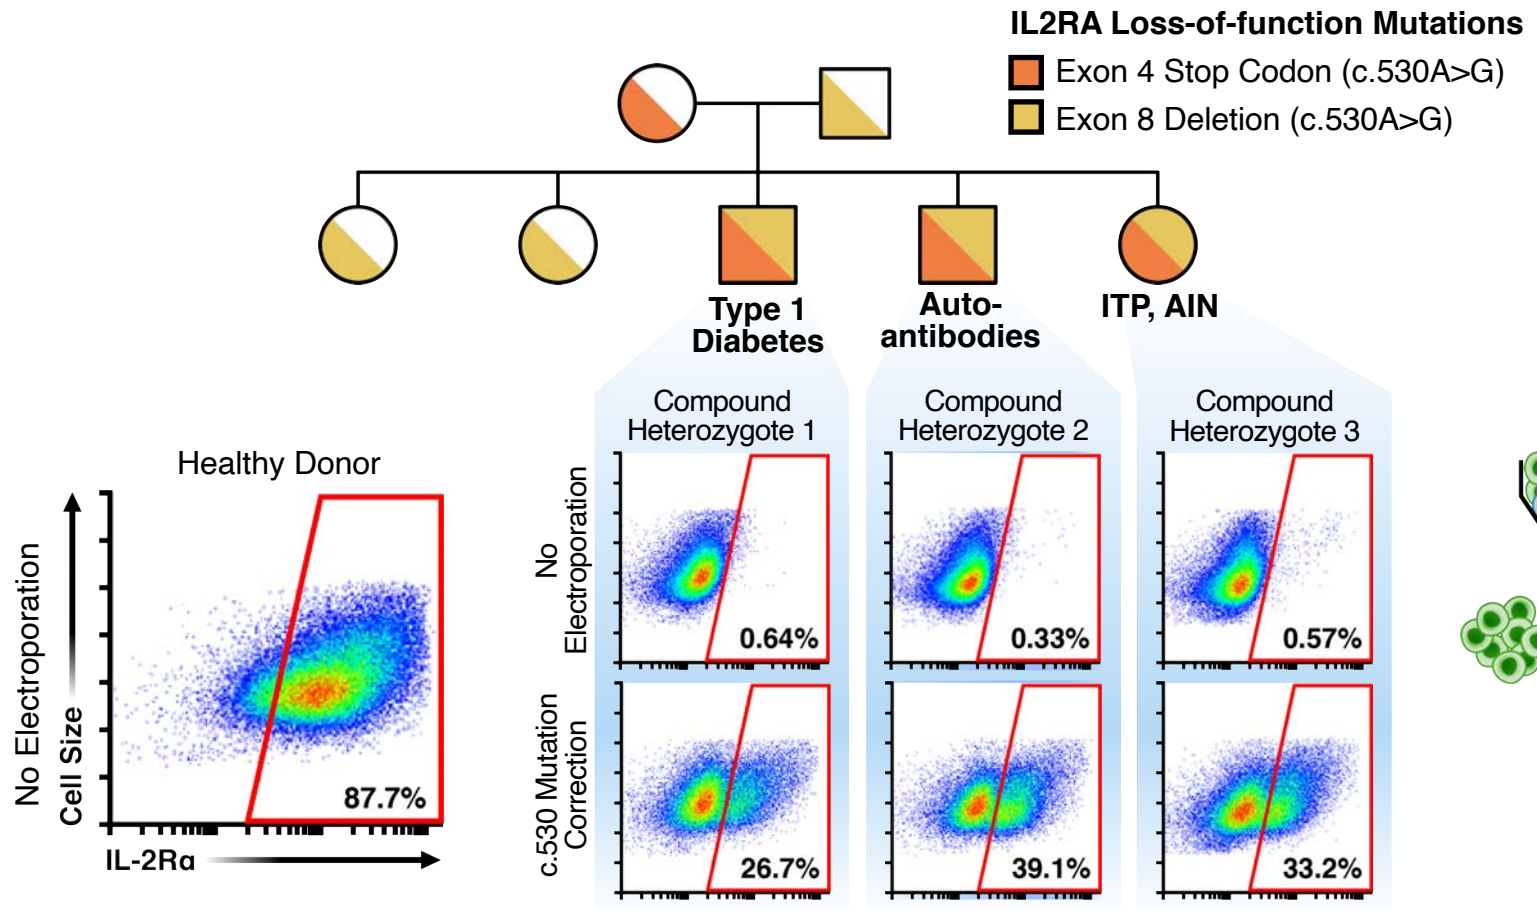 IL2RA Loss-of-function Mutations
Exon 4 Stop Codon (c.530A>G)
Exon 8 Deletion (c.530A>G)
Type 1
Diabetes
Auto-
antibodies
ITP, AIN
Compound
Heterozygote 1
Compound
Heterozygote 2
Compound
Heterozygote 3
Healthy Donor
No Electroporation
Cell Size
87.7%
IL-2Rα
No
Electroporation
0.64%
0.33%
0.57%
c.530 Mutation
Correction
26.7%
39.1%
33.2%